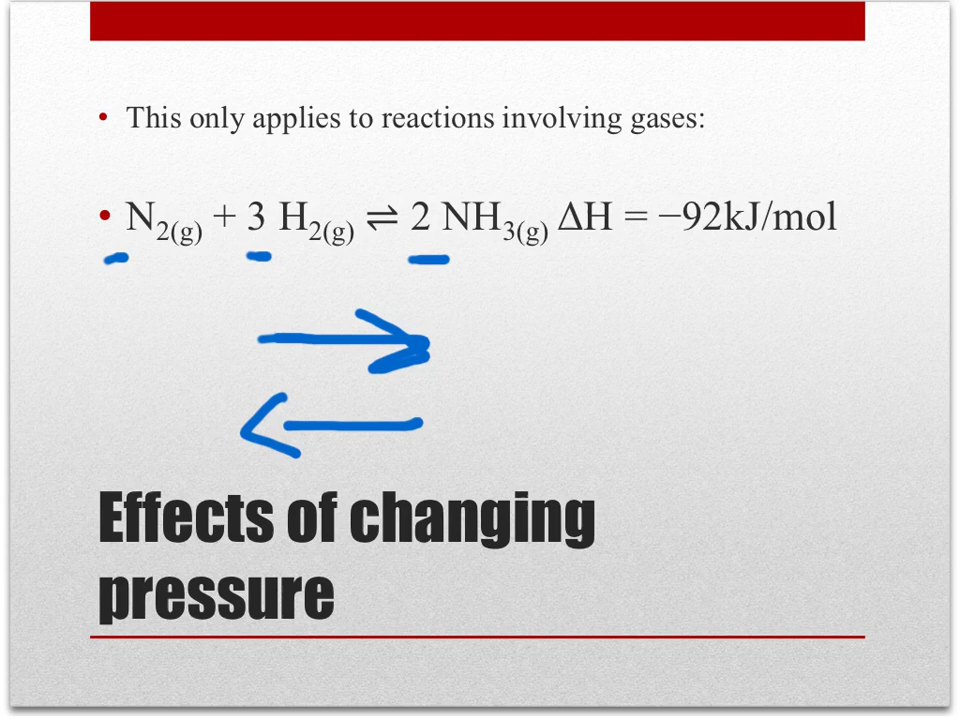 • This only applies to reactions involving gases:
• N₂(g) + 3 H₂(g) ⇌ 2 NH₃(g) ΔH = −92kJ/mol
Effects of changing
pressure